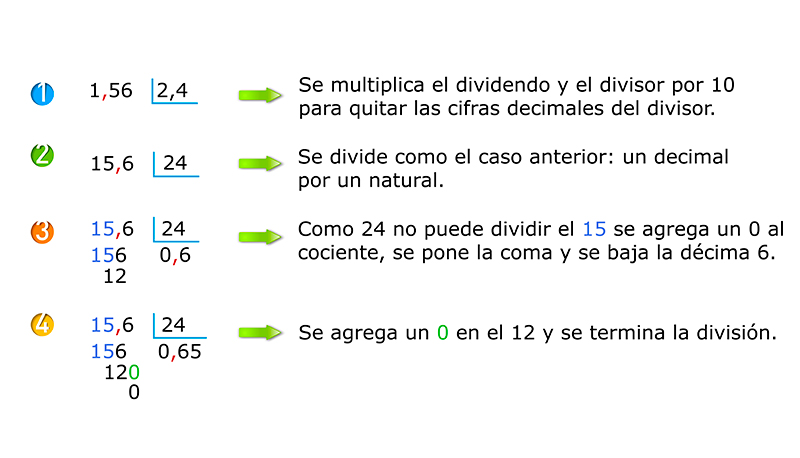 1
1,56 2,4
Se multiplica el dividendo y el divisor por 10
para quitar las cifras decimales del divisor.
2
15,6 24
Se divide como el caso anterior: un decimal
por un natural.
3
15,6 24
156 0,6
12
Como 24 no puede dividir el 15 se agrega un 0 al
cociente, se pone la coma y se baja la décima 6.
4
15,6 24
156 0,65
120
0
Se agrega un 0 en el 12 y se termina la división.